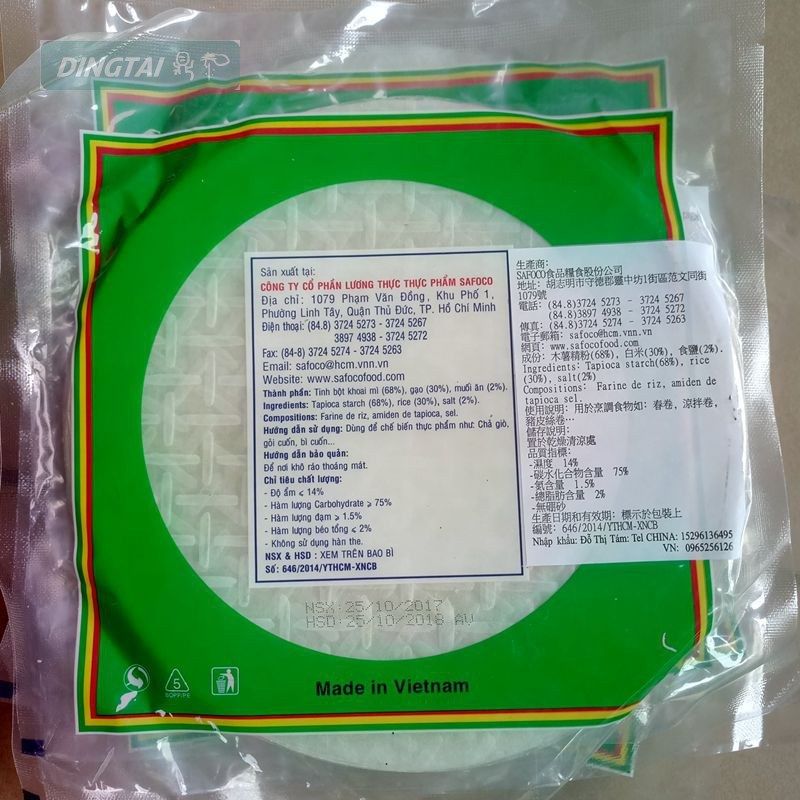 DINGTAI 鼎花
Sản xuất tại:
CÔNG TY CỔ PHẦN LƯƠNG THỰC THỰC PHẨM SAFOCO
Địa chỉ: 1079 Phạm Văn Đồng, Khu Phố 1,
Phường Linh Tây, Quận Thủ Đức, TP. Hồ Chí Minh
Điện thoại: (84.8) 3724 5273 - 3724 5267
3897 4938 - 3724 5272
Fax: (84-8) 3724 5274 - 3724 5263
Email: safoco@hcm.vnn.vn
Website: www.safocofood.com
Thành phần: Tinh bột khoai mì (68%), gạo (30%), muối ăn (2%).
Ingredients: Tapioca starch (68%), rice (30%), salt (2%).
Compositions: Farine de riz, amiden de tapioca, sel.
Hướng dẫn sử dụng: Dùng để chế biến thực phẩm như: Chả giò,
gỏi cuốn, bì cuốn...
Hướng dẫn bảo quản:
Để nơi khô ráo thoáng mát.
Chỉ tiêu chất lượng:
- Độ ẩm ≤ 14%
- Hàm lượng Carbohydrate ≥ 75%
- Hàm lượng đạm ≥ 1.5%
- Hàm lượng béo tổng ≤ 2%
- Không sử dụng hàn the.
NSX & HSD : XEM TRÊN BAO BÌ
Số: 646/2014/YTHCM-XNCB
生產商:
SAFOCO食品糧食股份公司
地址: 胡志明市守德郡靈中坊1街區范文同街
1079號
電話: (84.8)3724 5273 - 3724 5267
(84.8)3897 4938 - 3724 5272
傳真: (84.8)3724 5274 - 3724 5263
電子郵箱: safoco@hcm.vn.vn
網頁: www.safocofood.com
成份: 木薯精粉(68%), 白米(30%), 食鹽(2%).
Ingredients: Tapioca starch(68%), rice
(30%), salt(2%)
Compositions: Farine de riz, amiden de
tapioca sel.
使用說明: 用於烹調食物如: 春卷, 涼拌卷,
豬皮絲卷…
儲存說明:
置於乾燥清涼處
品質指標:
-濕度 14%
-碳水化合物含量 75%
-氨含量 1.5%
-總脂肪含量 2%
-無硼砂
生產日期和有效期: 標示於包裝上
編號: 646/2014/YTHCM-XNCB
Nhập khẩu: Đỗ Thị Tám: Tel CHINA: 15296136495
VN: 0965256126
NSX:25/10/2017
HSD:25/10/2018 AV
5
BOPP/PE
Made in Vietnam